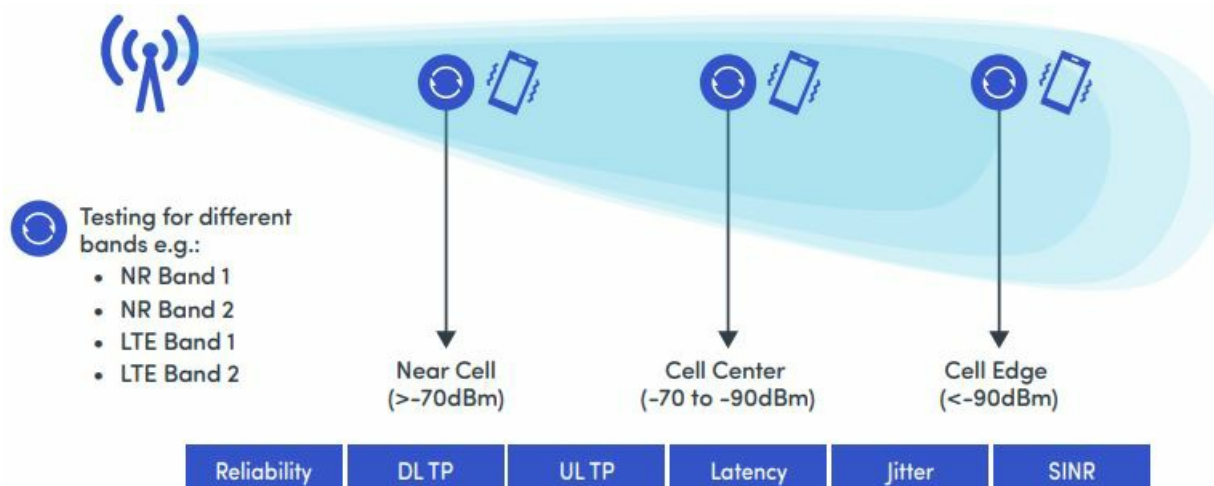 Testing for different
bands e.g.:
• NR Band 1
• NR Band 2
• LTE Band 1
• LTE Band 2
Near Cell
(>-70dBm)
Cell Center
(-70 to -90dBm)
Cell Edge
(<-90dBm)
Reliability
DL TP
UL TP
Latency
Jitter
SINR